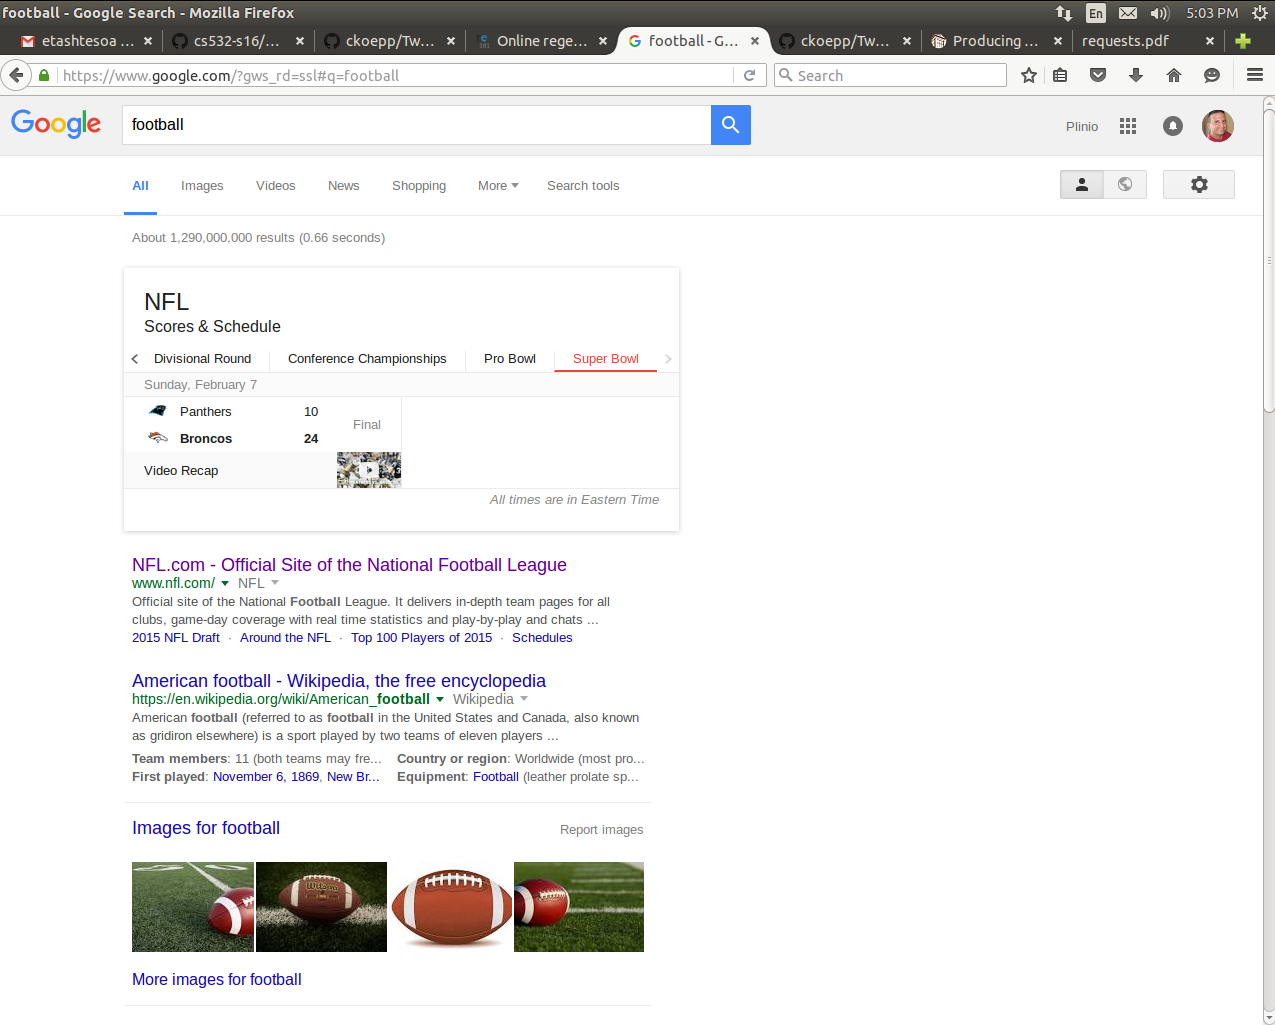 football - Google Search - Mozilla Firefox
En
5:03 PM
etashtesoa ...
cs532-s16/...
ckoepp/Tw...
Online rege...
football - G...
ckoepp/Tw...
Producing ...
requests.pdf
https://www.google.com/?gws_rd=ssl#q=football
Search
Google
football
Plinio
All
Images
Videos
News
Shopping
More
Search tools
About 1,290,000,000 results (0.66 seconds)
NFL
Scores & Schedule
Divisional Round
Conference Championships
Pro Bowl
Super Bowl
Sunday, February 7
Panthers 10
Final
Broncos 24
Video Recap
All times are in Eastern Time
NFL.com - Official Site of the National Football League
www.nfl.com/ NFL
Official site of the National Football League. It delivers in-depth team pages for all
clubs, game-day coverage with real time statistics and play-by-play and chats ...
2015 NFL Draft · Around the NFL · Top 100 Players of 2015 · Schedules
American football - Wikipedia, the free encyclopedia
https://en.wikipedia.org/wiki/American_football Wikipedia
American football (referred to as football in the United States and Canada, also known
as gridiron elsewhere) is a sport played by two teams of eleven players ...
Team members: 11 (both teams may fre... Country or region: Worldwide (most pro...
First played: November 6, 1869, New Br... Equipment: Football (leather prolate sp...
Images for football
Report images
Wilson
More images for football